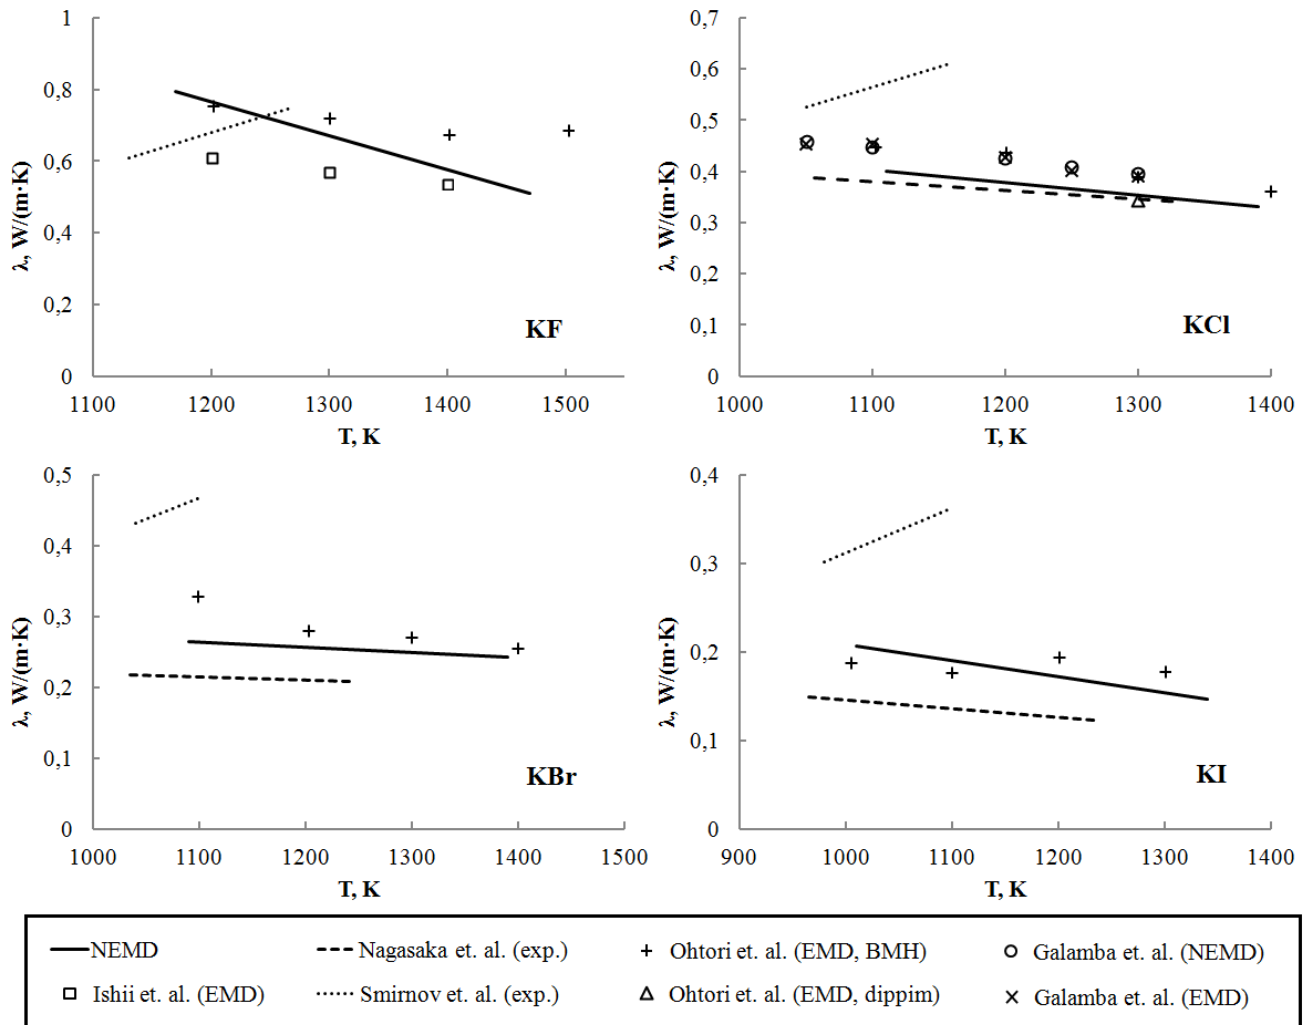 1
0,8
0,6
0,4
0,2
0
λ, W/(m·K)
KF
1100 1200 1300 1400 1500
T, K
0,7
0,6
0,5
0,4
0,3
0,2
0,1
0
λ, W/(m·K)
KCl
1000 1100 1200 1300 1400
T, K
0,5
0,4
0,3
0,2
0,1
0
λ, W/(m·K)
KBr
1000 1100 1200 1300 1400 1500
T, K
0,4
0,3
0,2
0,1
0
λ, W/(m·K)
KI
900 1000 1100 1200 1300 1400
T, K
NEMD Nagasaka et. al. (exp.) Ohtori et. al. (EMD, BMH) Galamba et. al. (NEMD)
Ishii et. al. (EMD) Smirnov et. al. (exp.) Ohtori et. al. (EMD, dippim) Galamba et. al. (EMD)